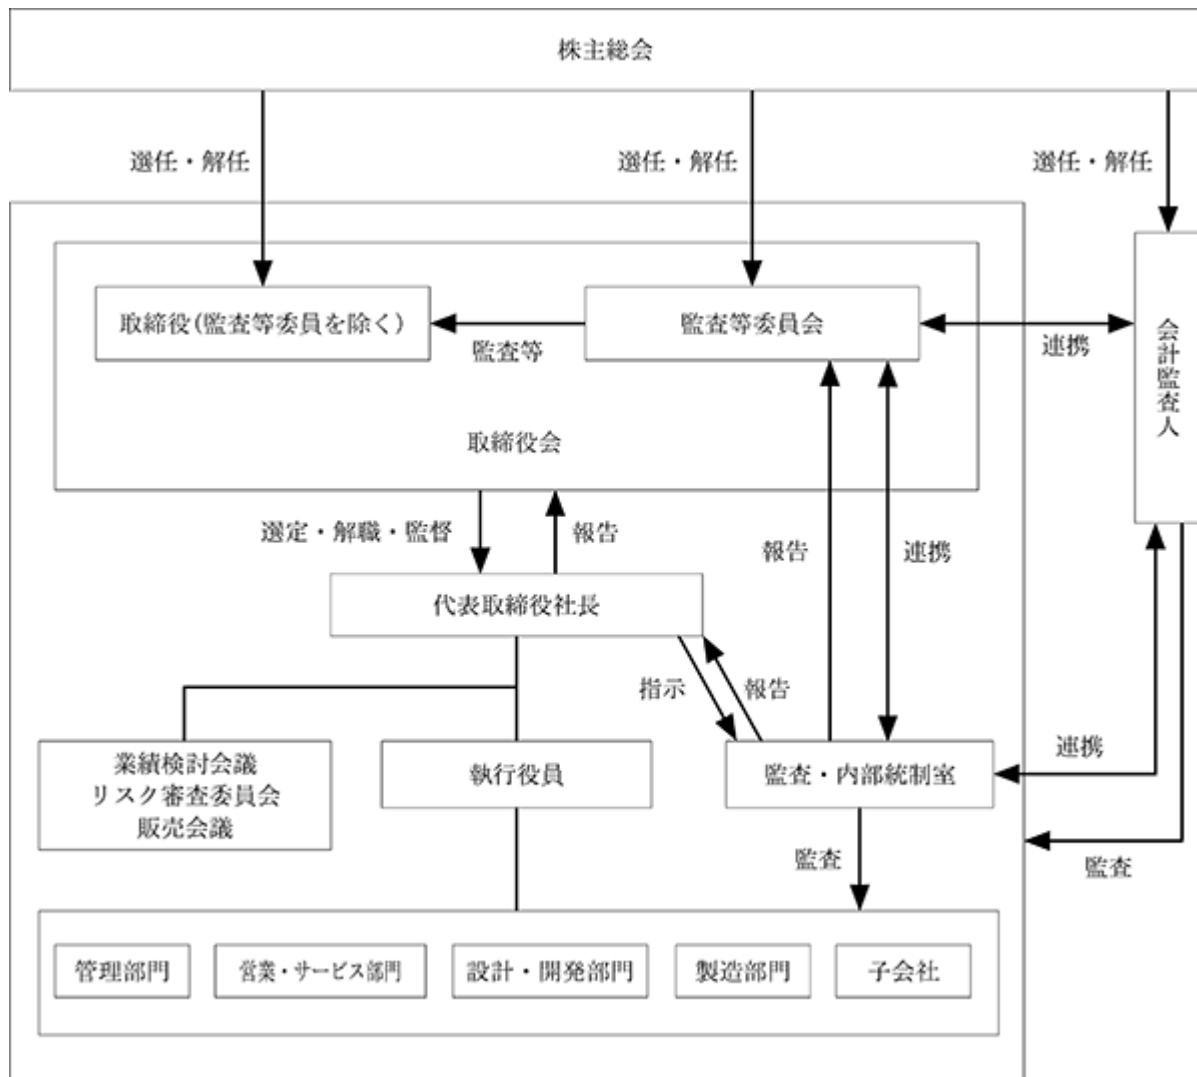 株主総会
選任・解任
選任・解任
選任・解任
取締役(監査等委員を除く)
監査等
監査等委員会
連携
会計監査人
取締役会
選定・解職・監督
報告
報告
連携
代表取締役社長
指示
報告
業績検討会議
リスク審査委員会
販売会議
執行役員
監査・内部統制室
連携
監査
監査
管理部門
営業・サービス部門
設計・開発部門
製造部門
子会社